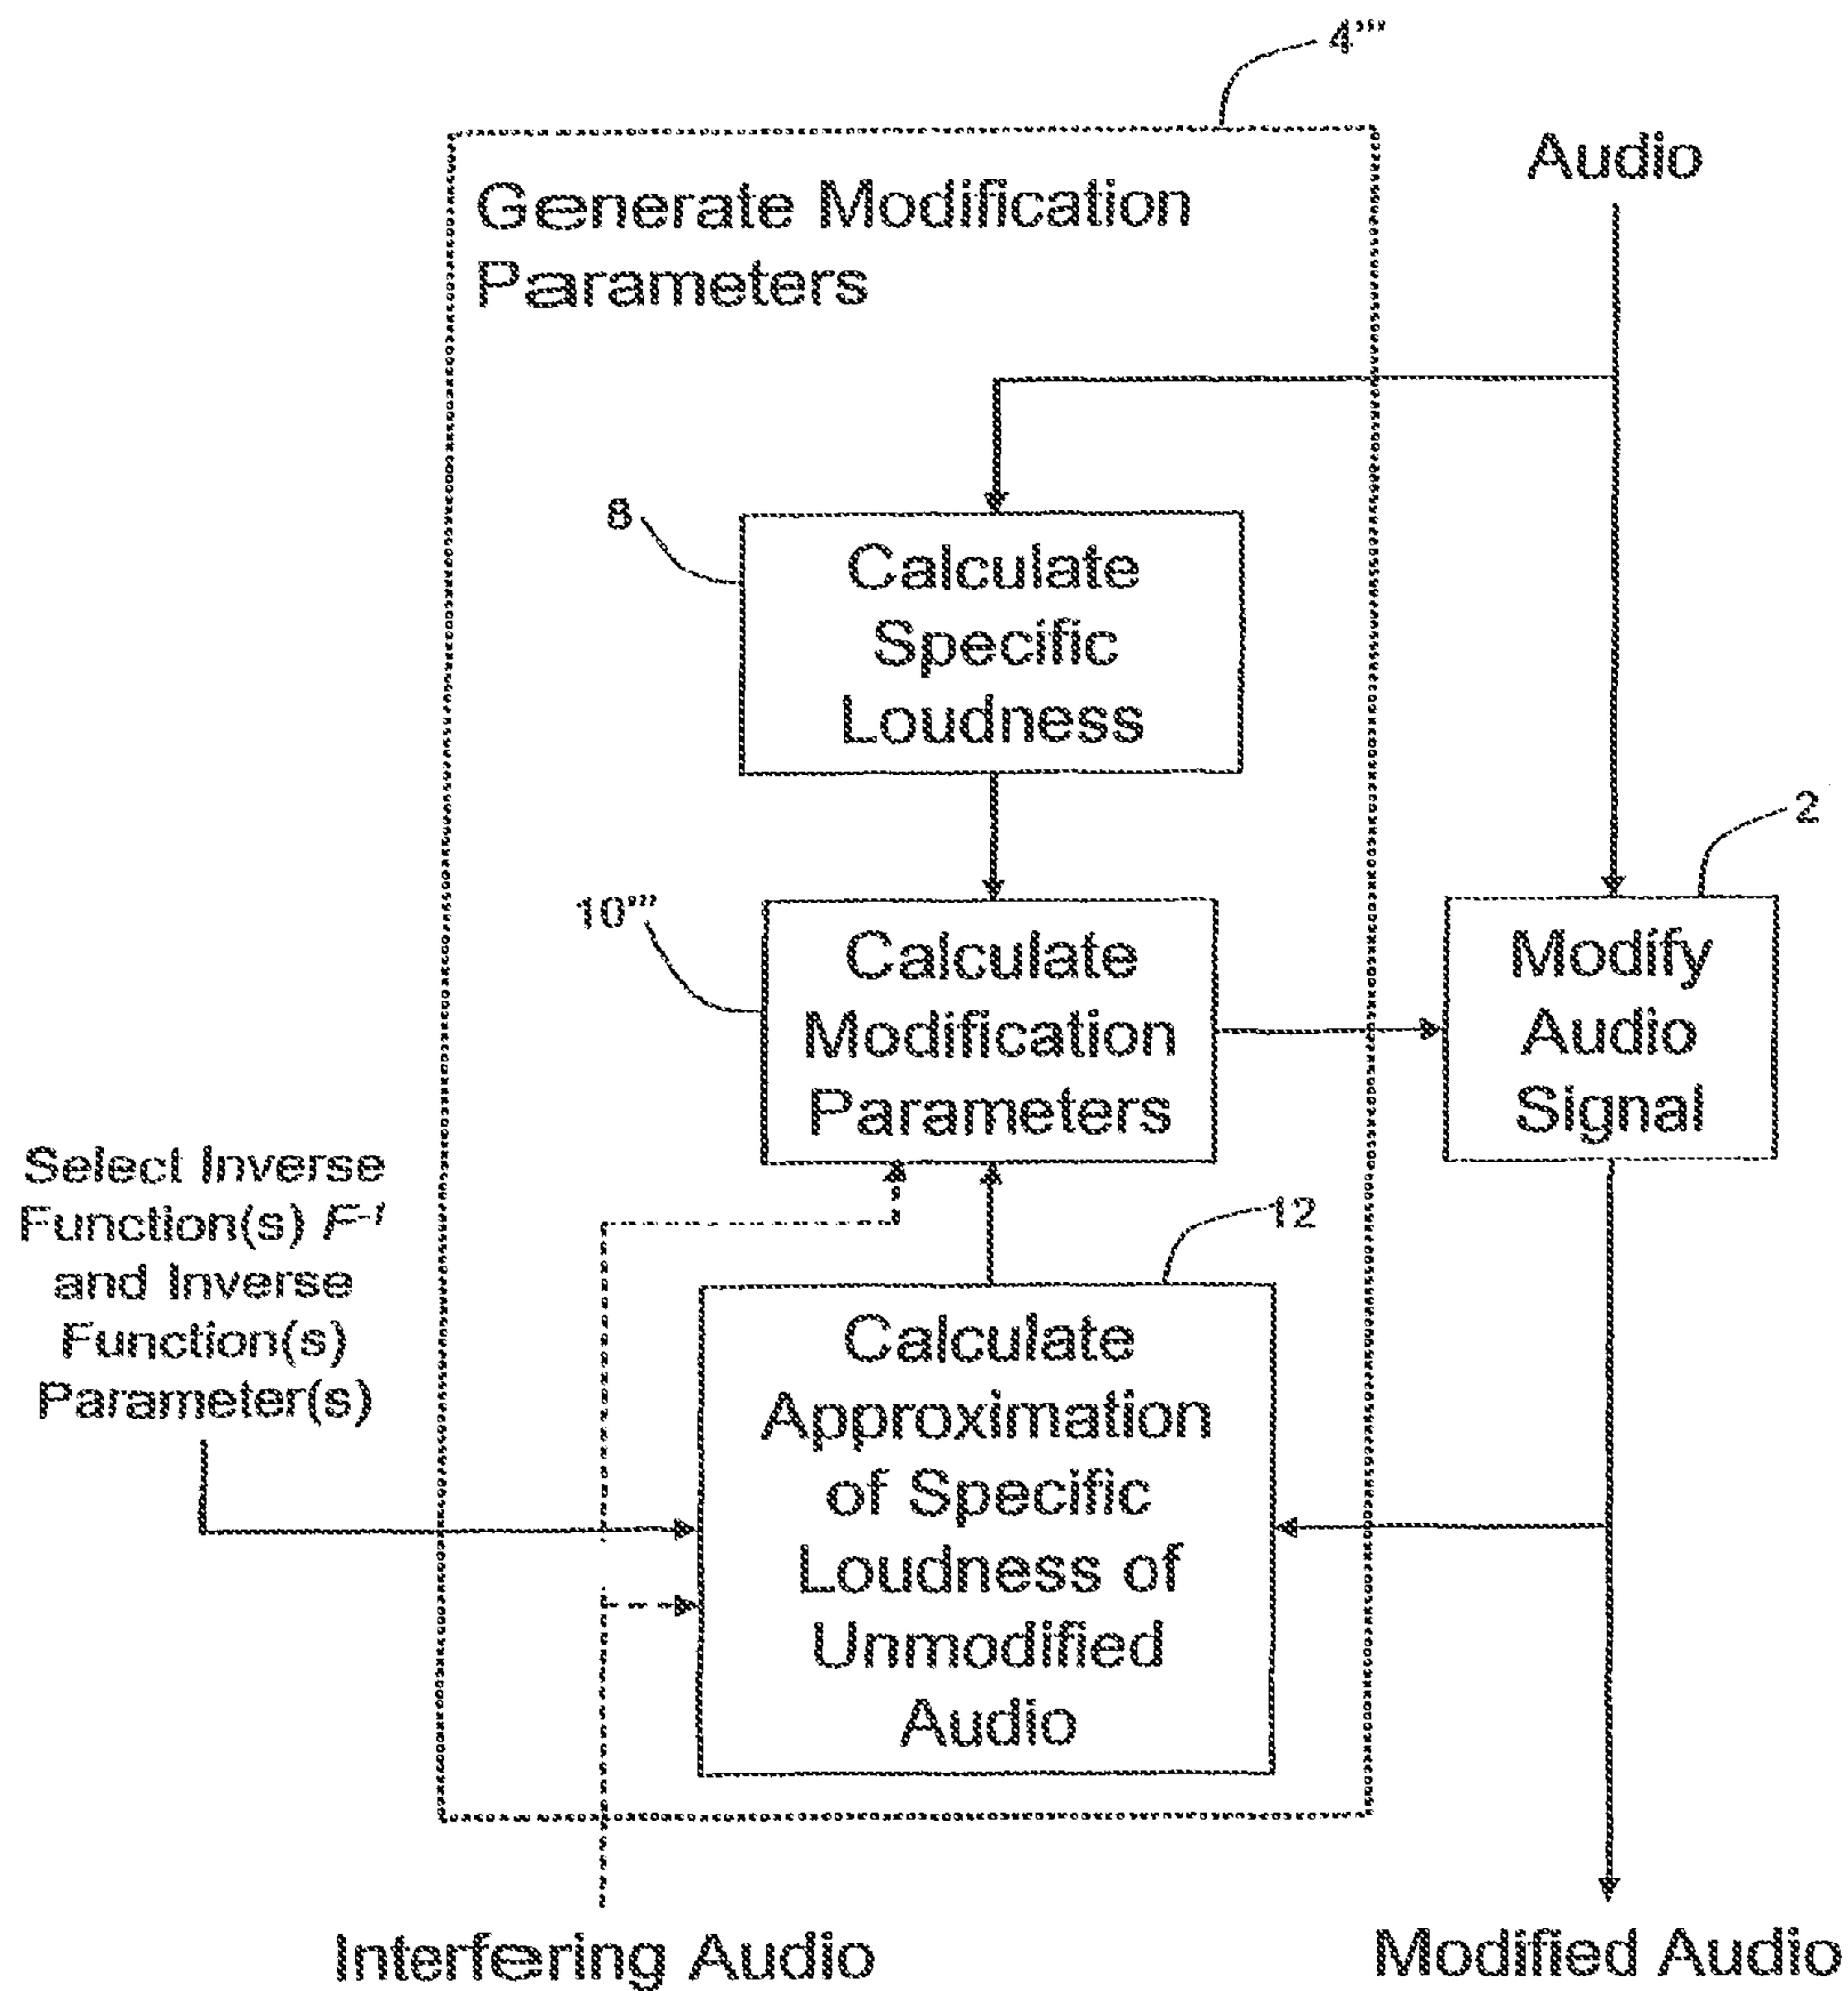 4'''
Audio
Generate Modification
Parameters
8
Calculate
Specific
Loudness
2
10'''
Calculate
Modification
Parameters
Modify
Audio
Signal
Select Inverse
Function(s) F⁻¹
and Inverse
Function(s)
Parameter(s)
12
Calculate
Approximation
of Specific
Loudness of
Unmodified
Audio
Interfering Audio
Modified Audio